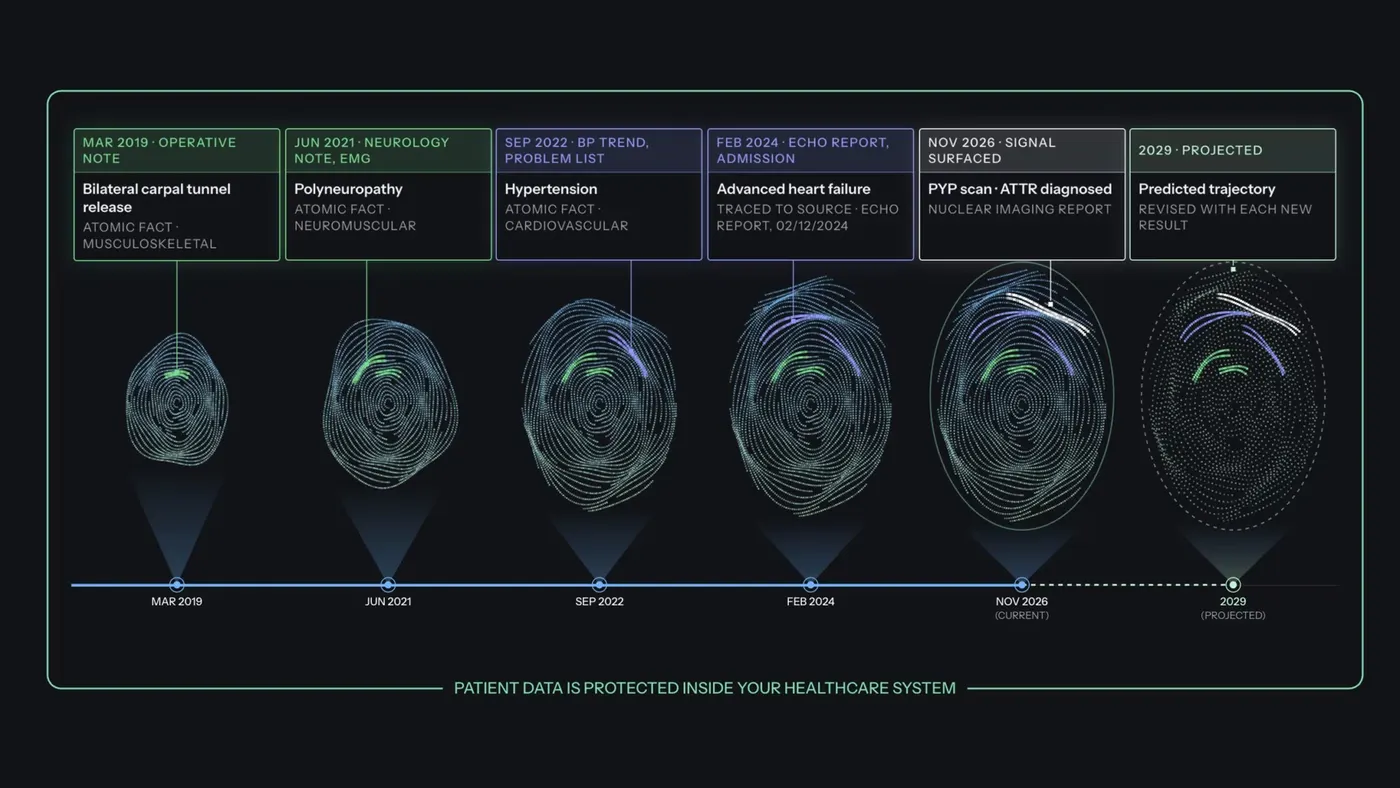 MAR 2019 · OPERATIVE
NOTE
Bilateral carpal tunnel
release
ATOMIC FACT ·
MUSCULOSKELETAL
JUN 2021 · NEUROLOGY
NOTE, EMG
Polyneuropathy
ATOMIC FACT ·
NEUROMUSCULAR
SEP 2022 · BP TREND,
PROBLEM LIST
Hypertension
ATOMIC FACT ·
CARDIOVASCULAR
FEB 2024 · ECHO REPORT,
ADMISSION
Advanced heart failure
TRACED TO SOURCE · ECHO
REPORT, 02/12/2024
NOV 2026 · SIGNAL
SURFACED
PYP scan · ATTR diagnosed
NUCLEAR IMAGING REPORT
2029 · PROJECTED
Predicted trajectory
REVISED WITH EACH NEW
RESULT
MAR 2019
JUN 2021
SEP 2022
FEB 2024
NOV 2026
(CURRENT)
2029
(PROJECTED)
PATIENT DATA IS PROTECTED INSIDE YOUR HEALTHCARE SYSTEM